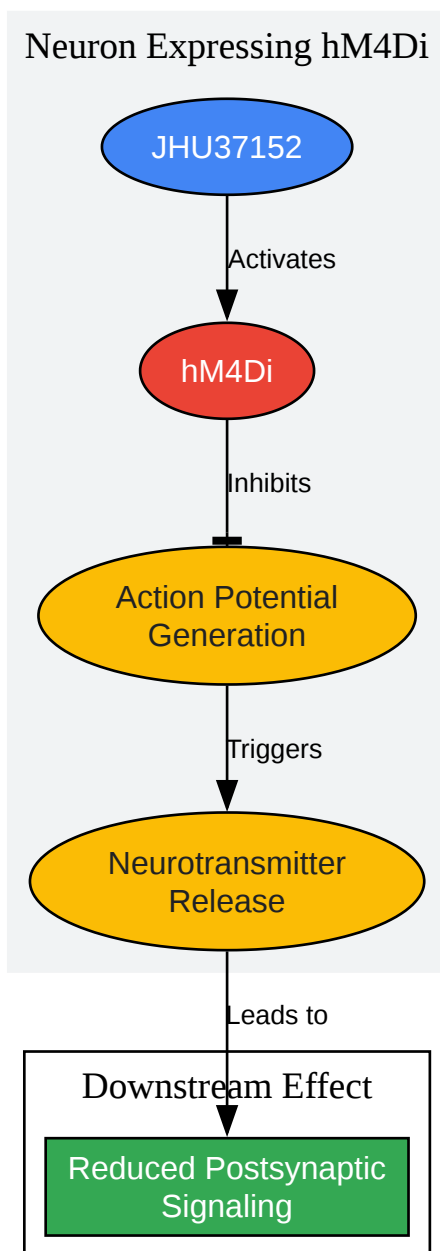 Neuron Expressing hM4Di
JHU37152
Activates
hM4Di
Inhibits
Action Potential
Generation
Triggers
Neurotransmitter
Release
Leads to
Downstream Effect
Reduced Postsynaptic
Signaling